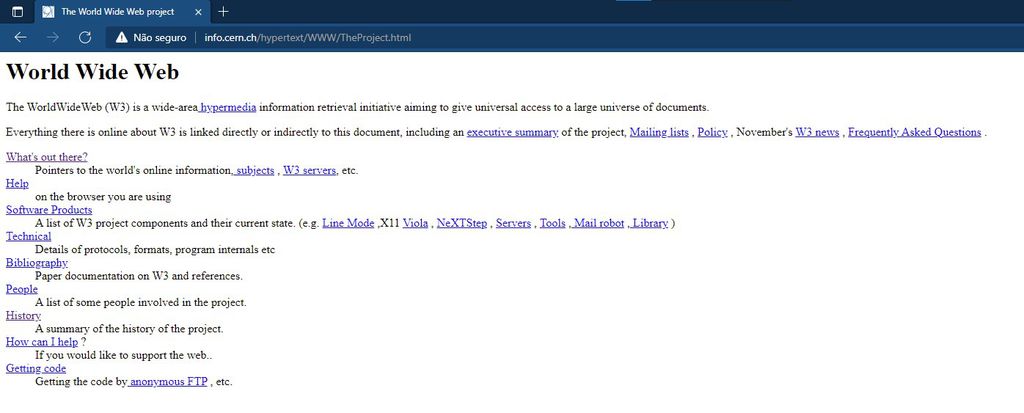 The World Wide Web project
Não seguro info.cern.ch/hypertext/WWW/TheProject.html
World Wide Web
The WorldWideWeb (W3) is a wide-area hypermedia information retrieval initiative aiming to give universal access to a large universe of documents.
Everything there is online about W3 is linked directly or indirectly to this document, including an executive summary of the project, Mailing lists , Policy , November's W3 news , Frequently Asked Questions .
What's out there?
Pointers to the world's online information, subjects , W3 servers, etc.
Help
on the browser you are using
Software Products
A list of W3 project components and their current state. (e.g. Line Mode ,X11 Viola , NeXTStep , Servers , Tools , Mail robot , Library )
Technical
Details of protocols, formats, program internals etc
Bibliography
Paper documentation on W3 and references.
People
A list of some people involved in the project.
History
A summary of the history of the project.
How can I help ?
If you would like to support the web..
Getting code
Getting the code by anonymous FTP , etc.